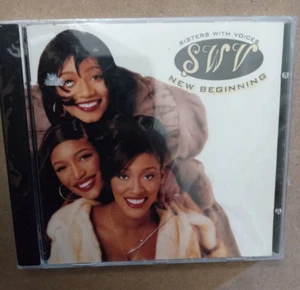 SISTERS WITH VOICES
SWV
NEW BEGINNING